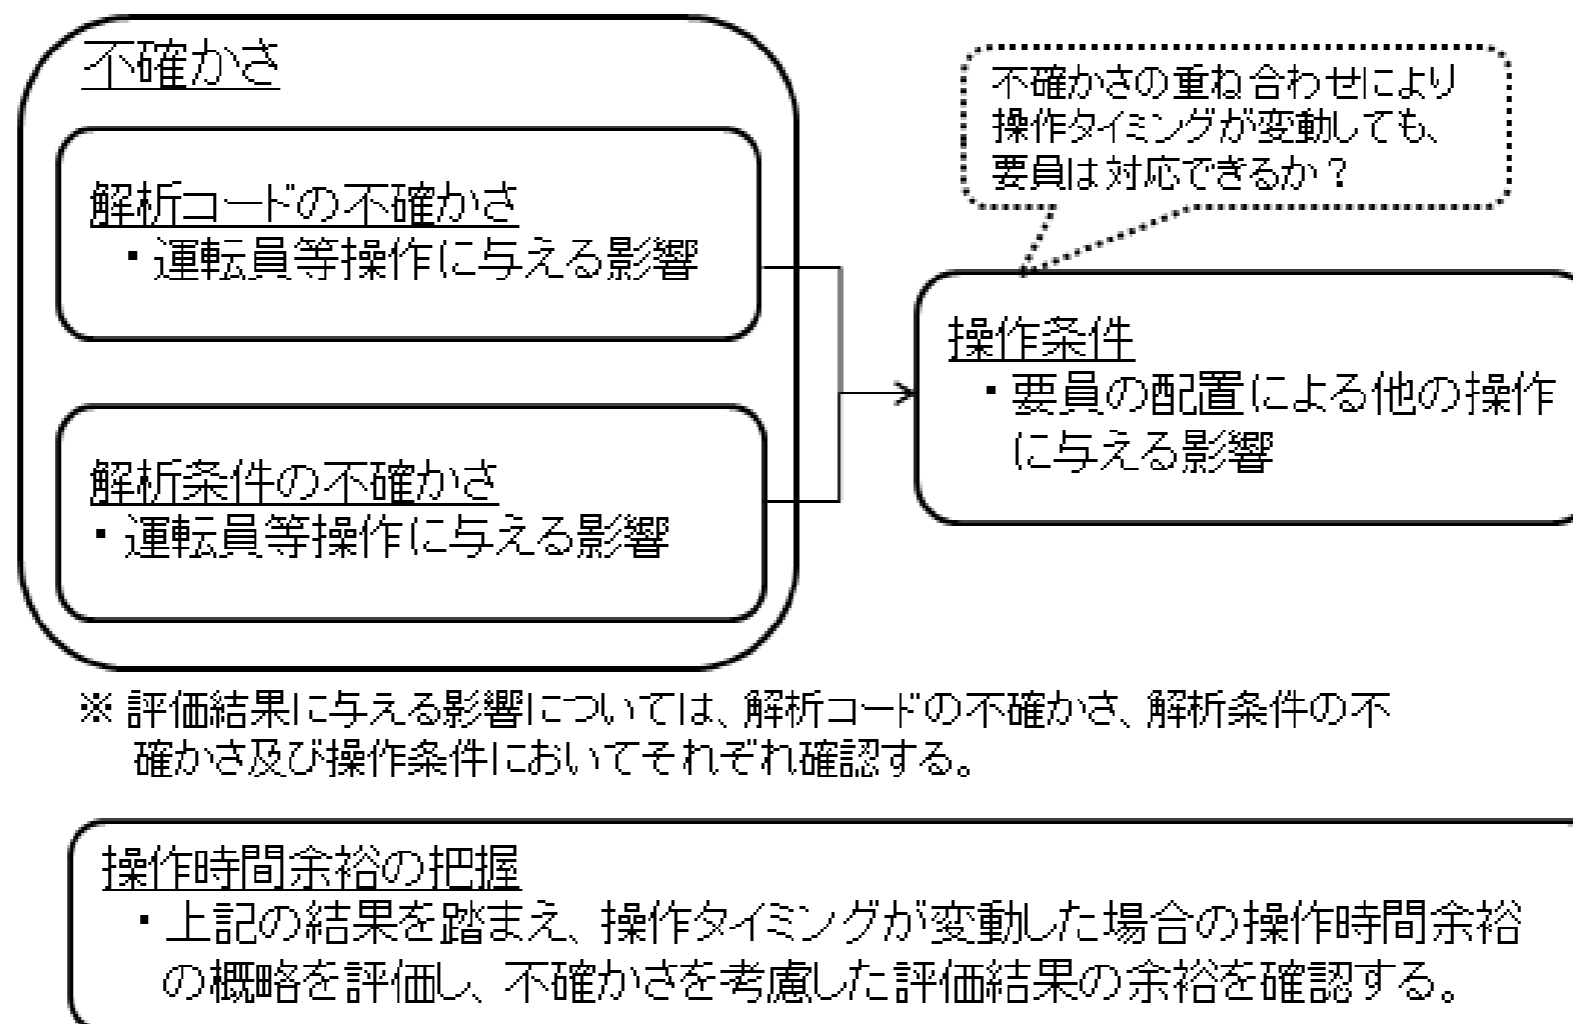 不確かさ
解析コードの不確かさ
・運転員等操作に与える影響
解析条件の不確かさ
・運転員等操作に与える影響
不確かさの重ね合わせにより
操作タイミングが変動しても、
要員は対応できるか？
操作条件
・要員の配置による他の操作
に与える影響
※ 評価結果に与える影響については、解析コードの不確かさ、解析条件の不
確かさ及び操作条件においてそれぞれ確認する。
操作時間余裕の把握
・上記の結果を踏まえ、操作タイミングが変動した場合の操作時間余裕
の概略を評価し、不確かさを考慮した評価結果の余裕を確認する。